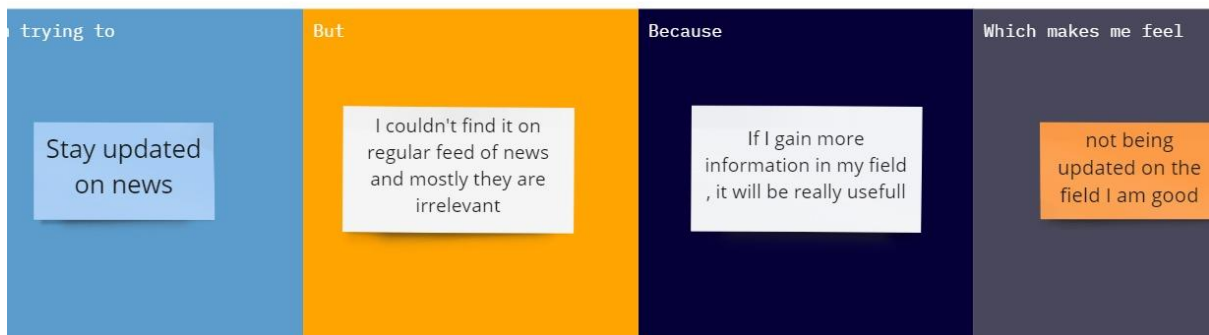 trying to
Stay updated
on news
But
I couldn't find it on
regular feed of news
and mostly they are
irrelevant
Because
If I gain more
information in my field
, it will be really usefull
Which makes me feel
not being
updated on the
field I am good